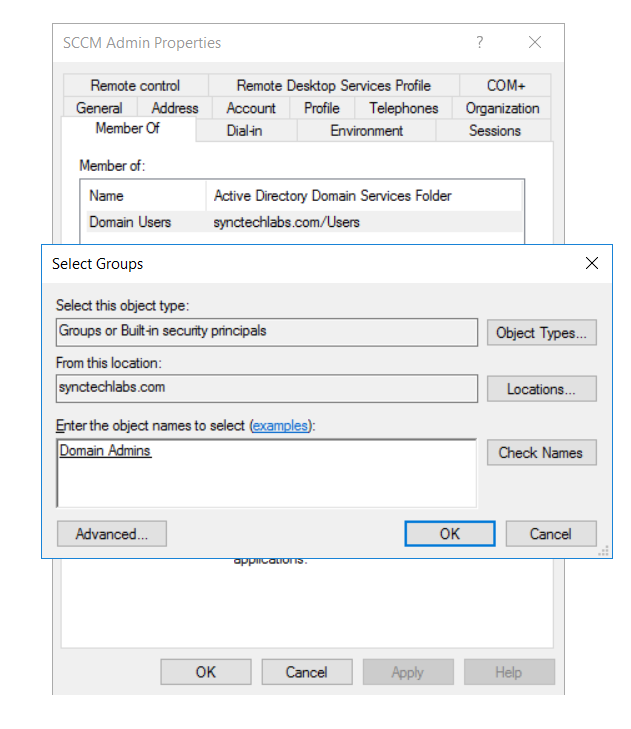 SCCM Admin Properties
?
Remote control Remote Desktop Services Profile COM+
General Address Account Profile Telephones Organization
Member Of Dial-in Environment Sessions
Member of:
Name Active Directory Domain Services Folder
Domain Users synctechlabs.com/Users
Select Groups
Select this object type:
Groups or Built-in security principals Object Types...
From this location:
synctechlabs.com Locations...
Enter the object names to select (examples):
Domain Admins Check Names
Advanced... OK Cancel
applications.
OK Cancel Apply Help